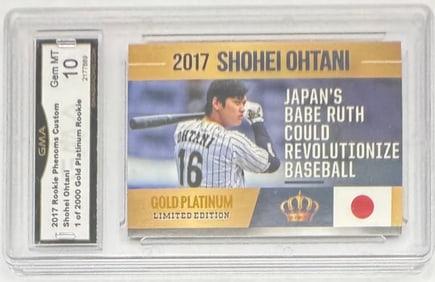 2017 Rookie Phenoms Custom
Shohei Ohtani
1 of 2000 Gold Platinum Rookie
GMA
Gem MT
10
2177889
2017 SHOHEI OHTANI
JAPAN'S
BABE RUTH
COULD
REVOLUTIONIZE
BASEBALL
OHTANI
16
GOLD PLATINUM
LIMITED EDITION